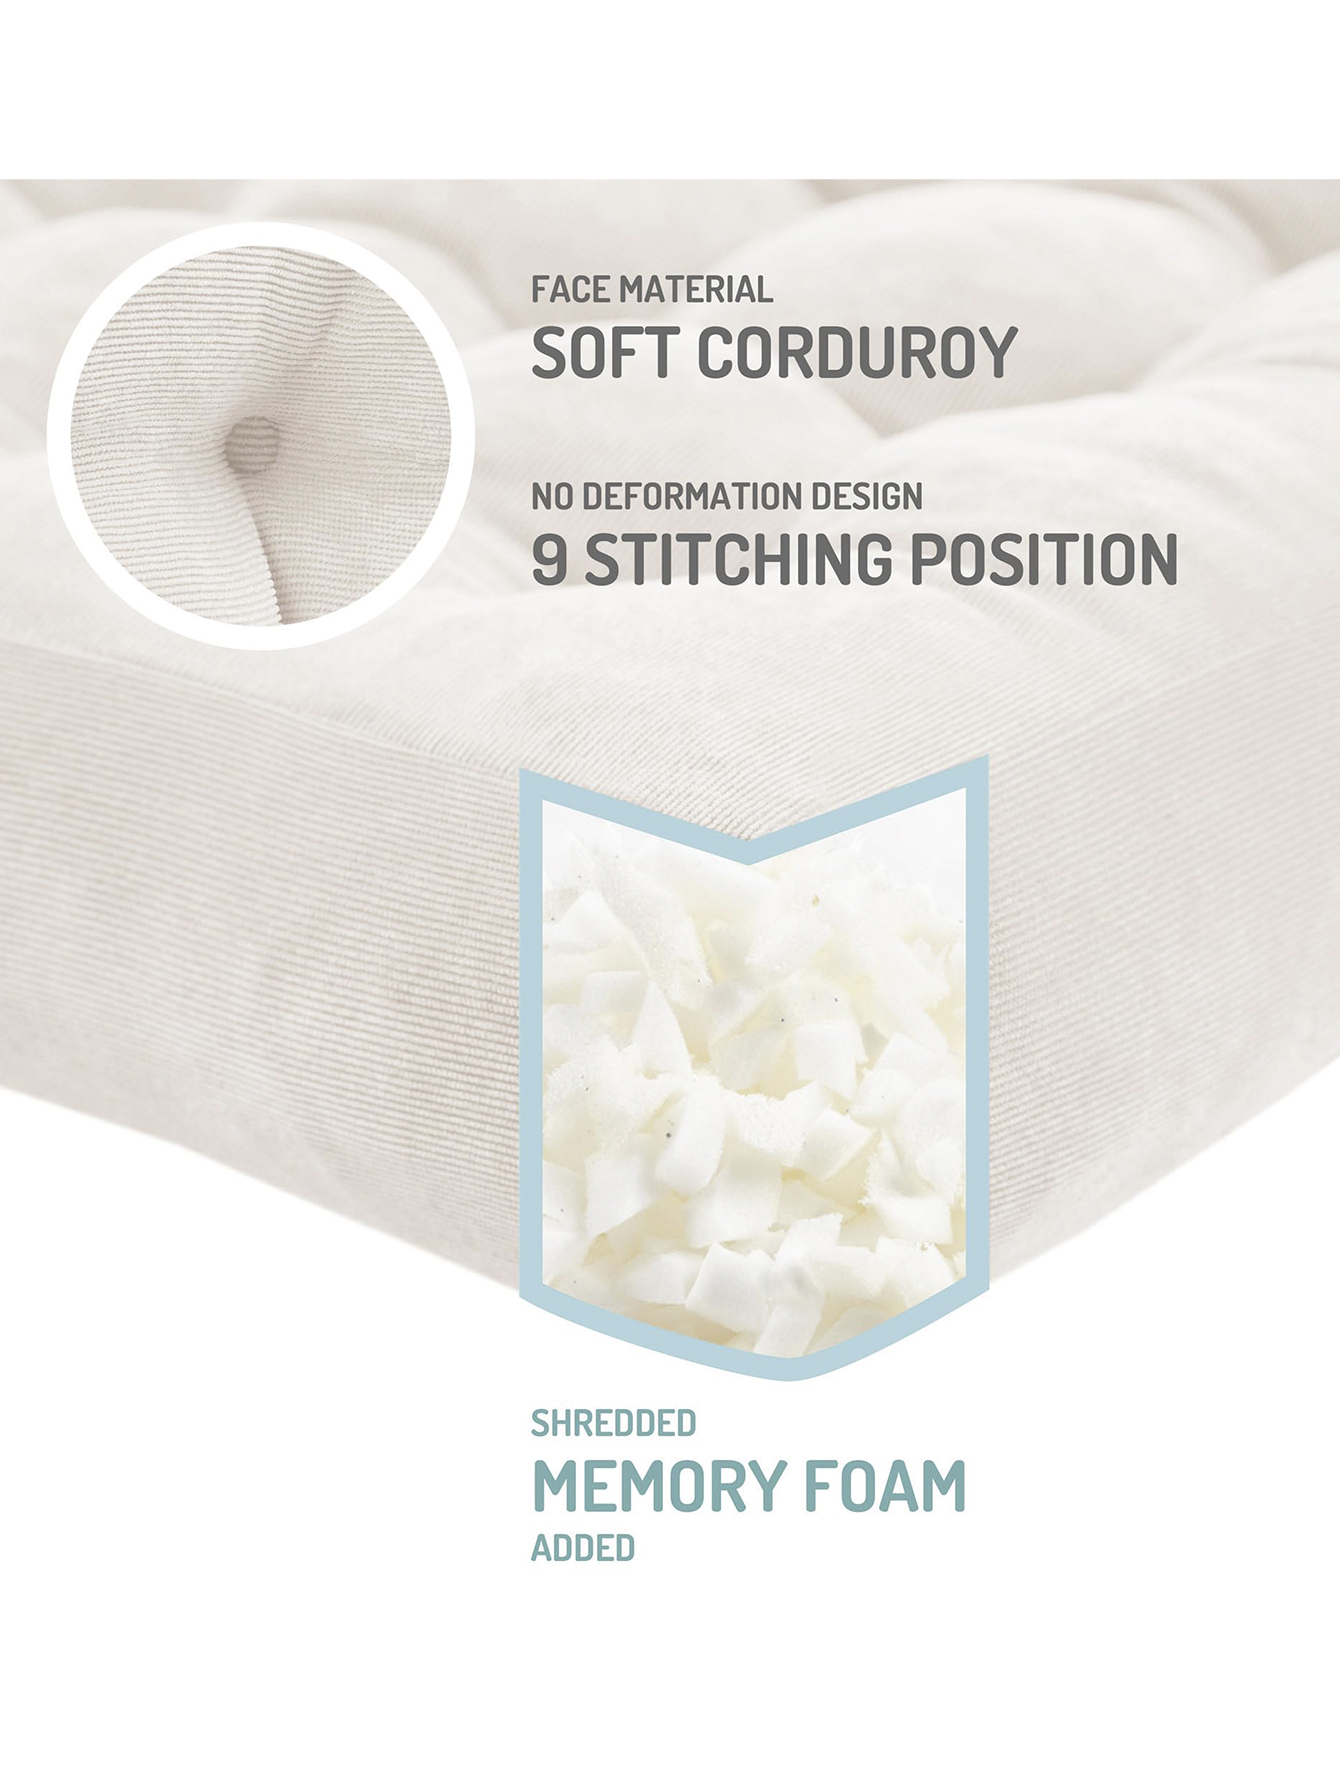 FACE MATERIAL
SOFT CORDUROY
NO DEFORMATION DESIGN
9 STITCHING POSITION
SHREDDED
MEMORY FOAM
ADDED